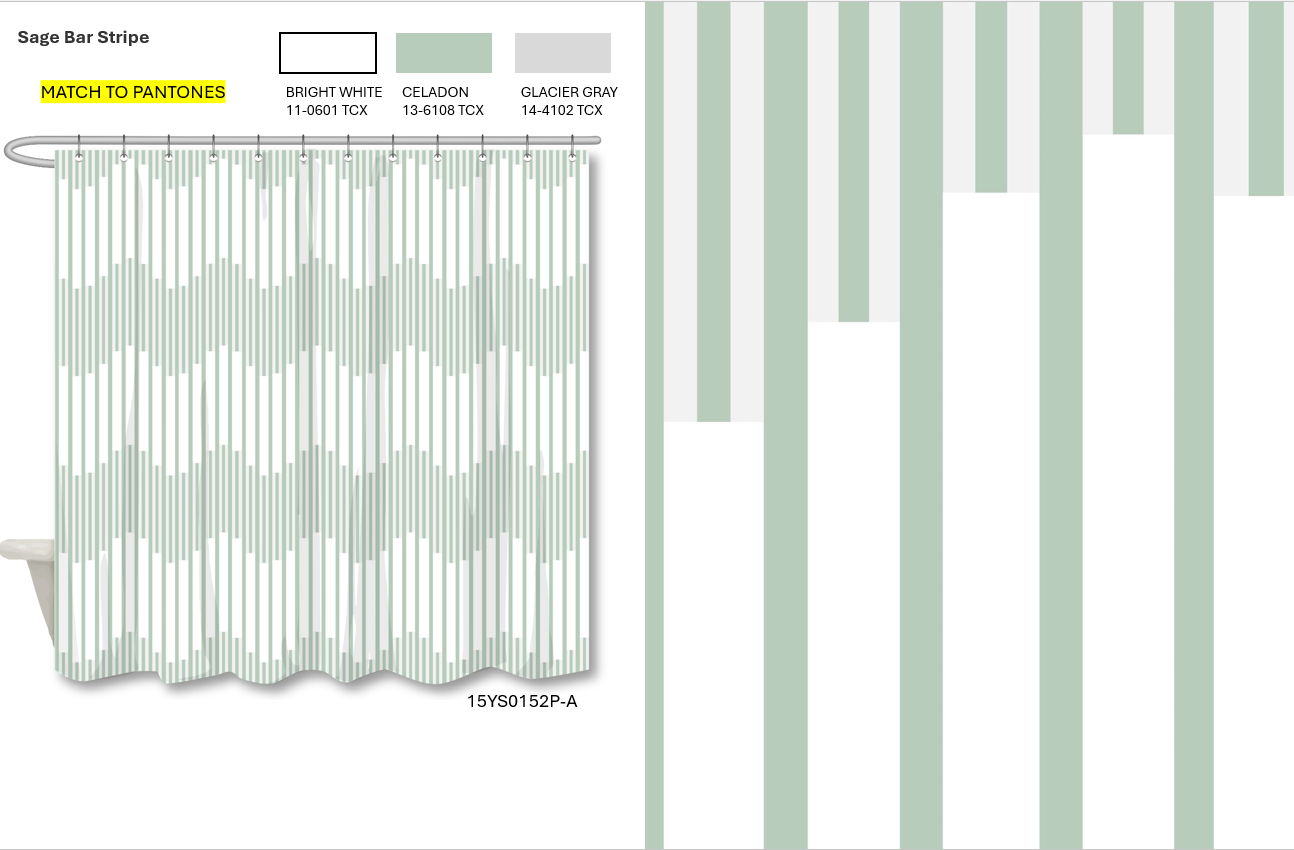 Sage Bar Stripe
MATCH TO PANTONES
BRIGHT WHITE
11-0601 TCX
CELADON
13-6108 TCX
GLACIER GRAY
14-4102 TCX
15YS0152P-A